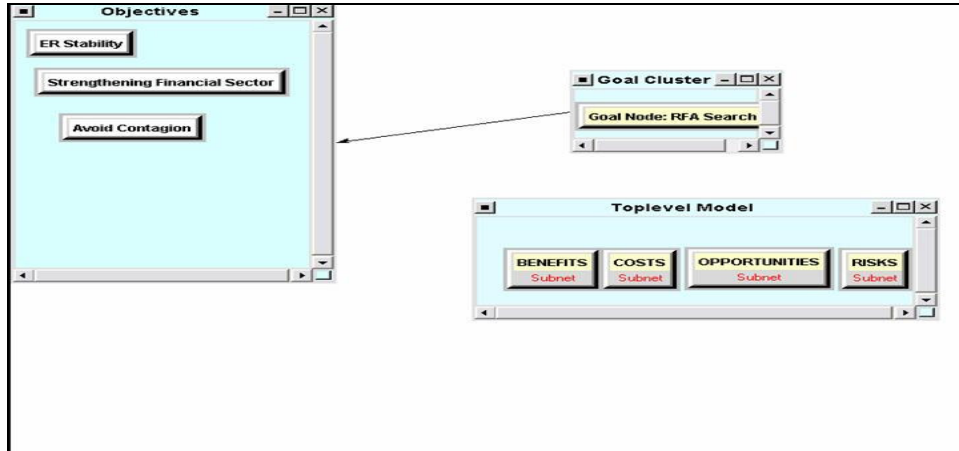 Objectives
ER Stability
Strengthening Financial Sector
Avoid Contagion
Goal Cluster
Goal Node: RFA Search
Toplevel Model
BENEFITS
Subnet
COSTS
Subnet
OPPORTUNITIES
Subnet
RISKS
Subnet